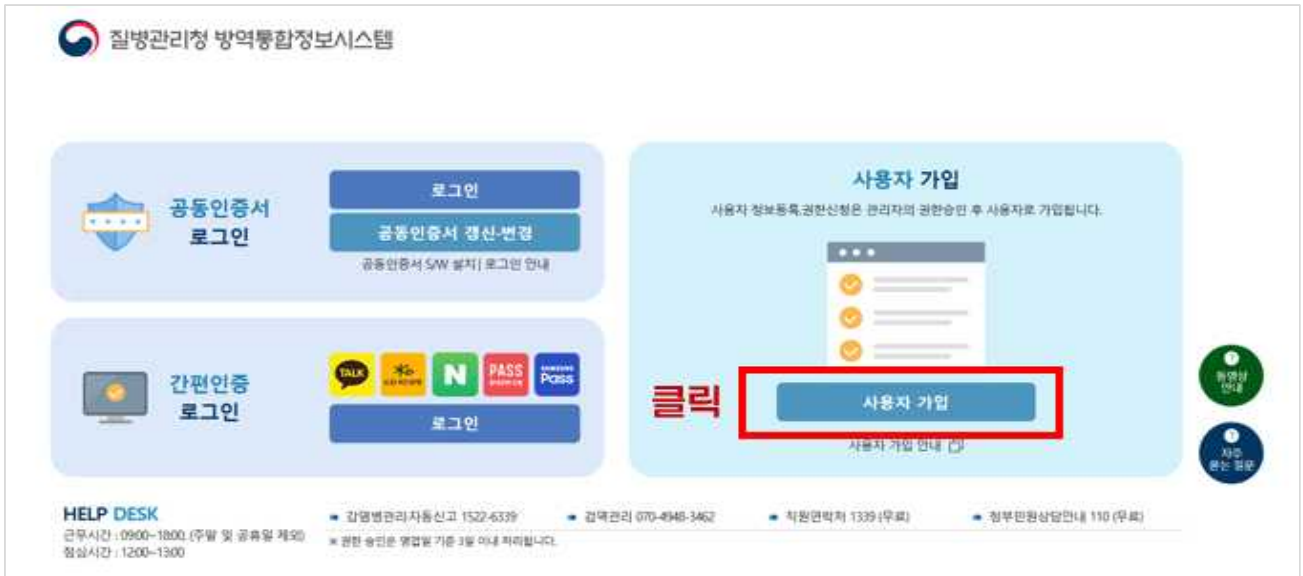 질병관리청 방역통합정보시스템
공동인증서
로그인
로그인
공동인증서 갱신·변경
공동인증서 S/W 설치 | 로그인 안내
간편인증
로그인
TALK
N
PASS
SAMSUNG
Pass
로그인
사용자 가입
사용자 정보등록,권한신청은 관리자의 권한승인 후 사용자로 가입됩니다.
클릭
사용자 가입
사용자 가입 안내
동영상
안내
자주
묻는 질문
HELP DESK
근무시간 : 09:00~18:00 (주말 및 공휴일 제외)
점심시간 : 12:00~13:00
감염병관리자동신고 1522-6339
검역관리 070-4948-3462
직원연락처 1339 (무료)
정부민원상담안내 110 (무료)
※ 권한 승인은 영업일 기준 3일 이내 처리됩니다.